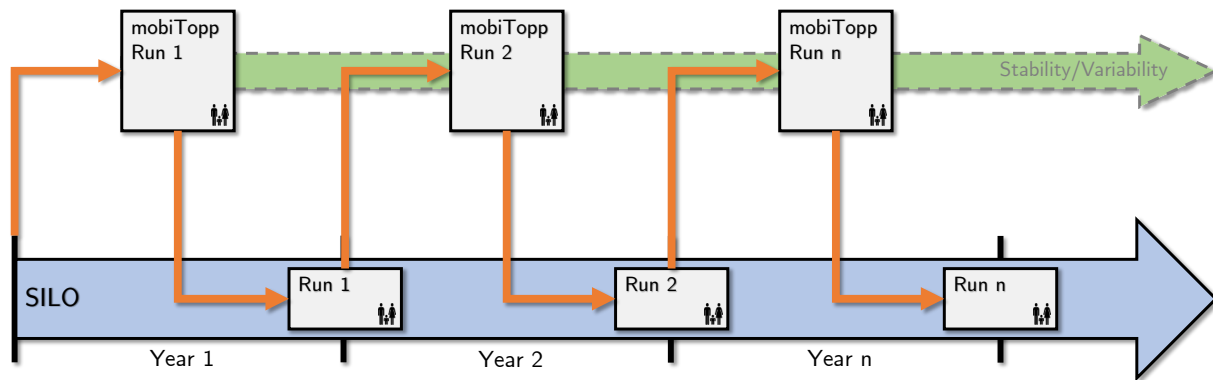 mobiTopp
Run 1
mobiTopp
Run 2
mobiTopp
Run n
Stability/Variability
SILO
Run 1
Run 2
Run n
Year 1
Year 2
Year n